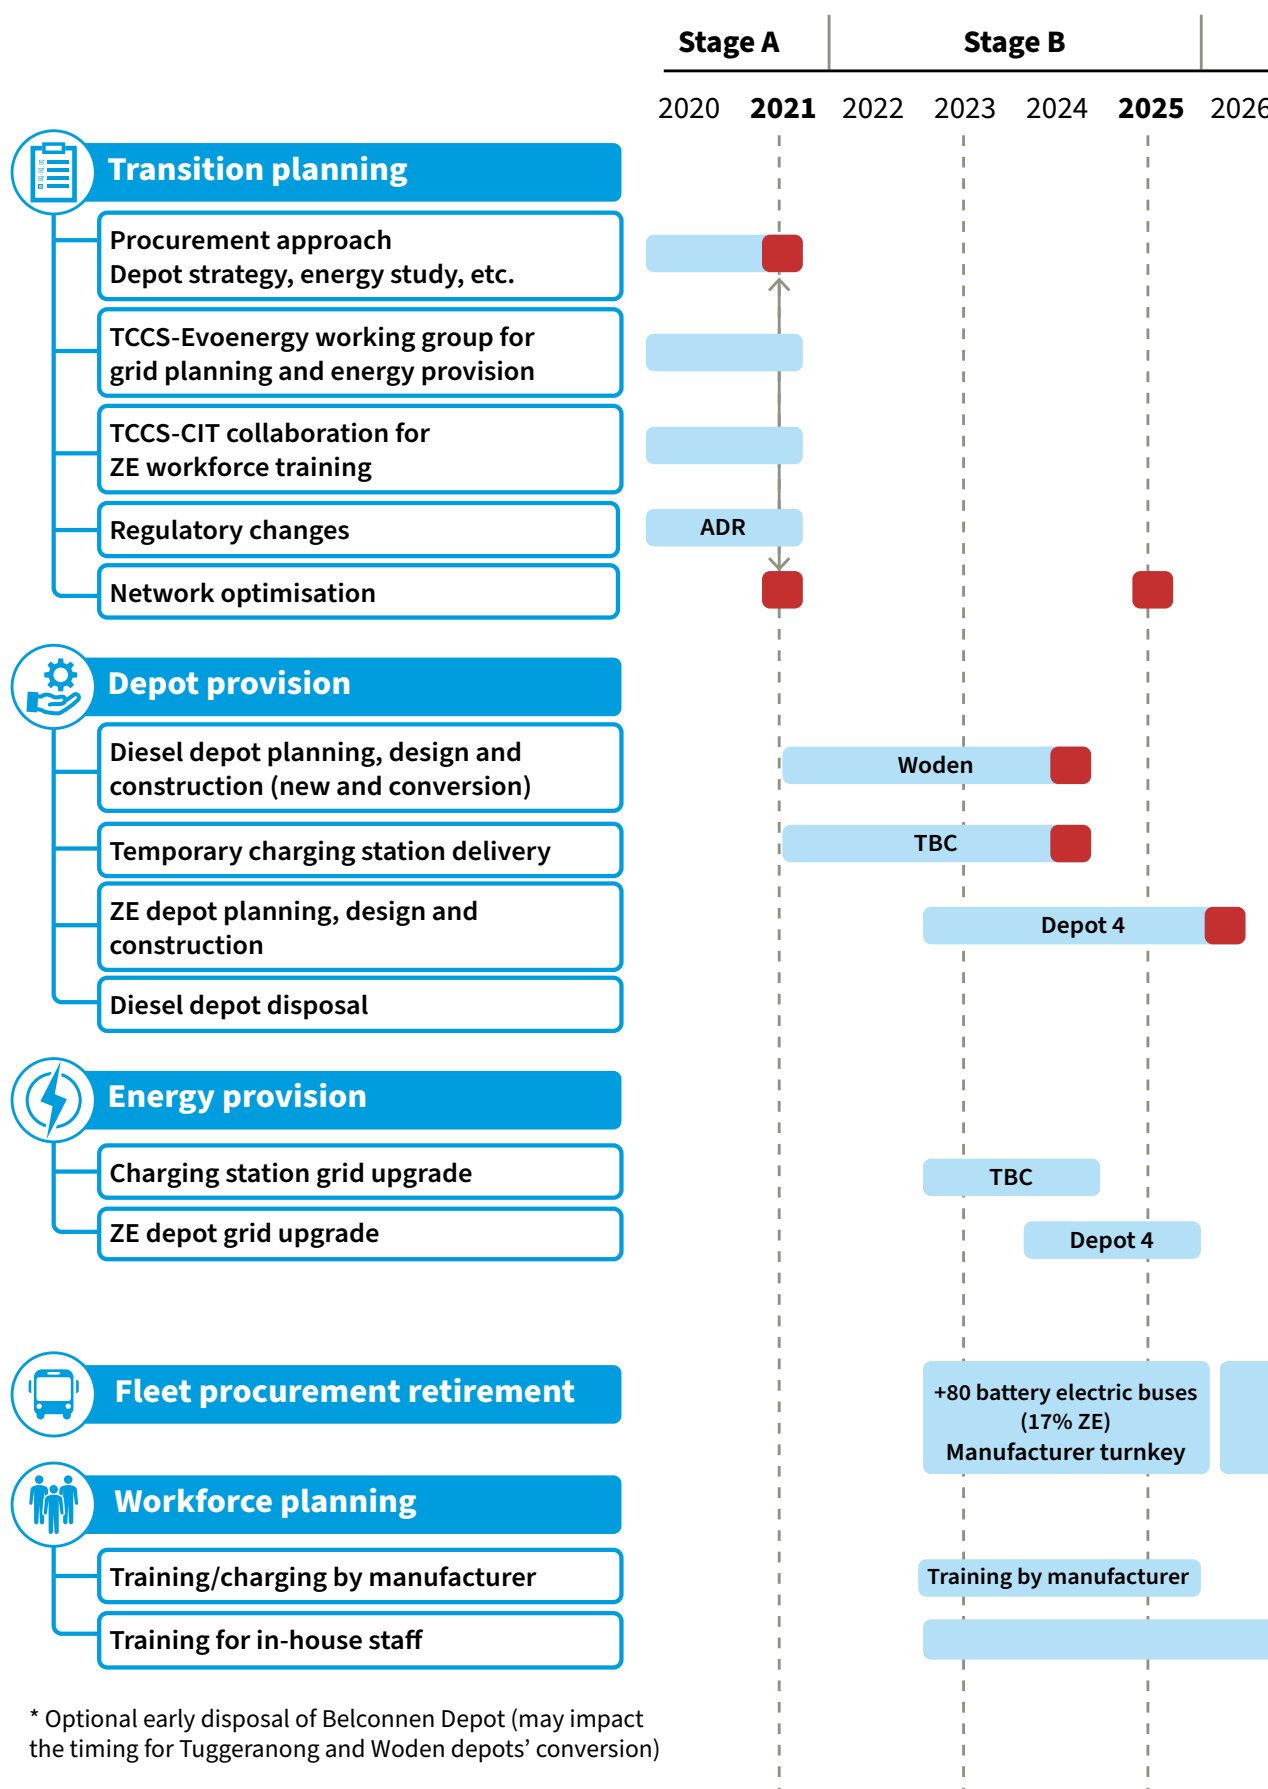 Stage A
Stage B
2020 2021 2022 2023 2024 2025 2026
Transition planning
Procurement approach
Depot strategy, energy study, etc.
TCCS-Evoenergy working group for
grid planning and energy provision
TCCS-CIT collaboration for
ZE workforce training
Regulatory changes
ADR
Network optimisation
Depot provision
Diesel depot planning, design and
construction (new and conversion)
Woden
Temporary charging station delivery
TBC
ZE depot planning, design and
construction
Depot 4
Diesel depot disposal
Energy provision
Charging station grid upgrade
TBC
ZE depot grid upgrade
Depot 4
Fleet procurement retirement
+80 battery electric buses
(17% ZE)
Manufacturer turnkey
Workforce planning
Training/charging by manufacturer
Training by manufacturer
Training for in-house staff
* Optional early disposal of Belconnen Depot (may impact
the timing for Tuggeranong and Woden depots’ conversion)